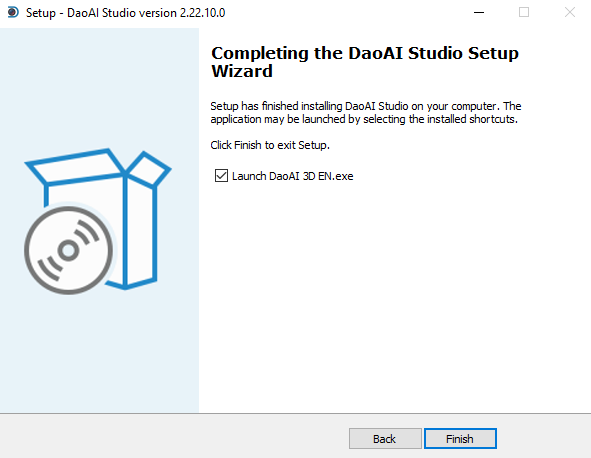 Setup - DaoAI Studio version 2.22.10.0
Completing the DaoAI Studio Setup
Wizard
Setup has finished installing DaoAI Studio on your computer. The
application may be launched by selecting the installed shortcuts.
Click Finish to exit Setup.
Launch DaoAI 3D EN.exe
Back
Finish